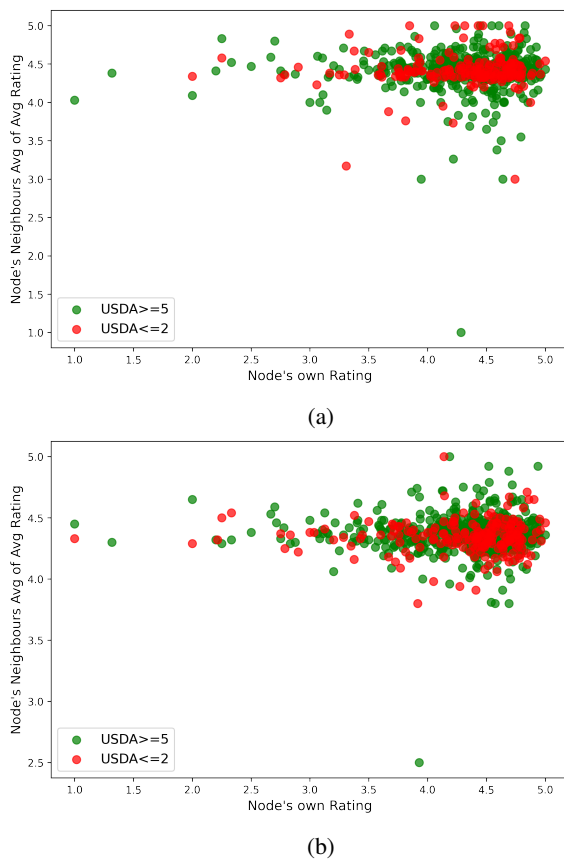 Node's Neighbours Avg of Avg Rating
5.0
4.5
4.0
3.5
3.0
2.5
2.0
1.5
1.0
USDA>=5
USDA<=2
1.0 1.5 2.0 2.5 3.0 3.5 4.0 4.5 5.0
Node's own Rating
(a)
Node's Neighbours Avg of Avg Rating
5.0
4.5
4.0
3.5
3.0
2.5
USDA>=5
USDA<=2
1.0 1.5 2.0 2.5 3.0 3.5 4.0 4.5 5.0
Node's own Rating
(b)